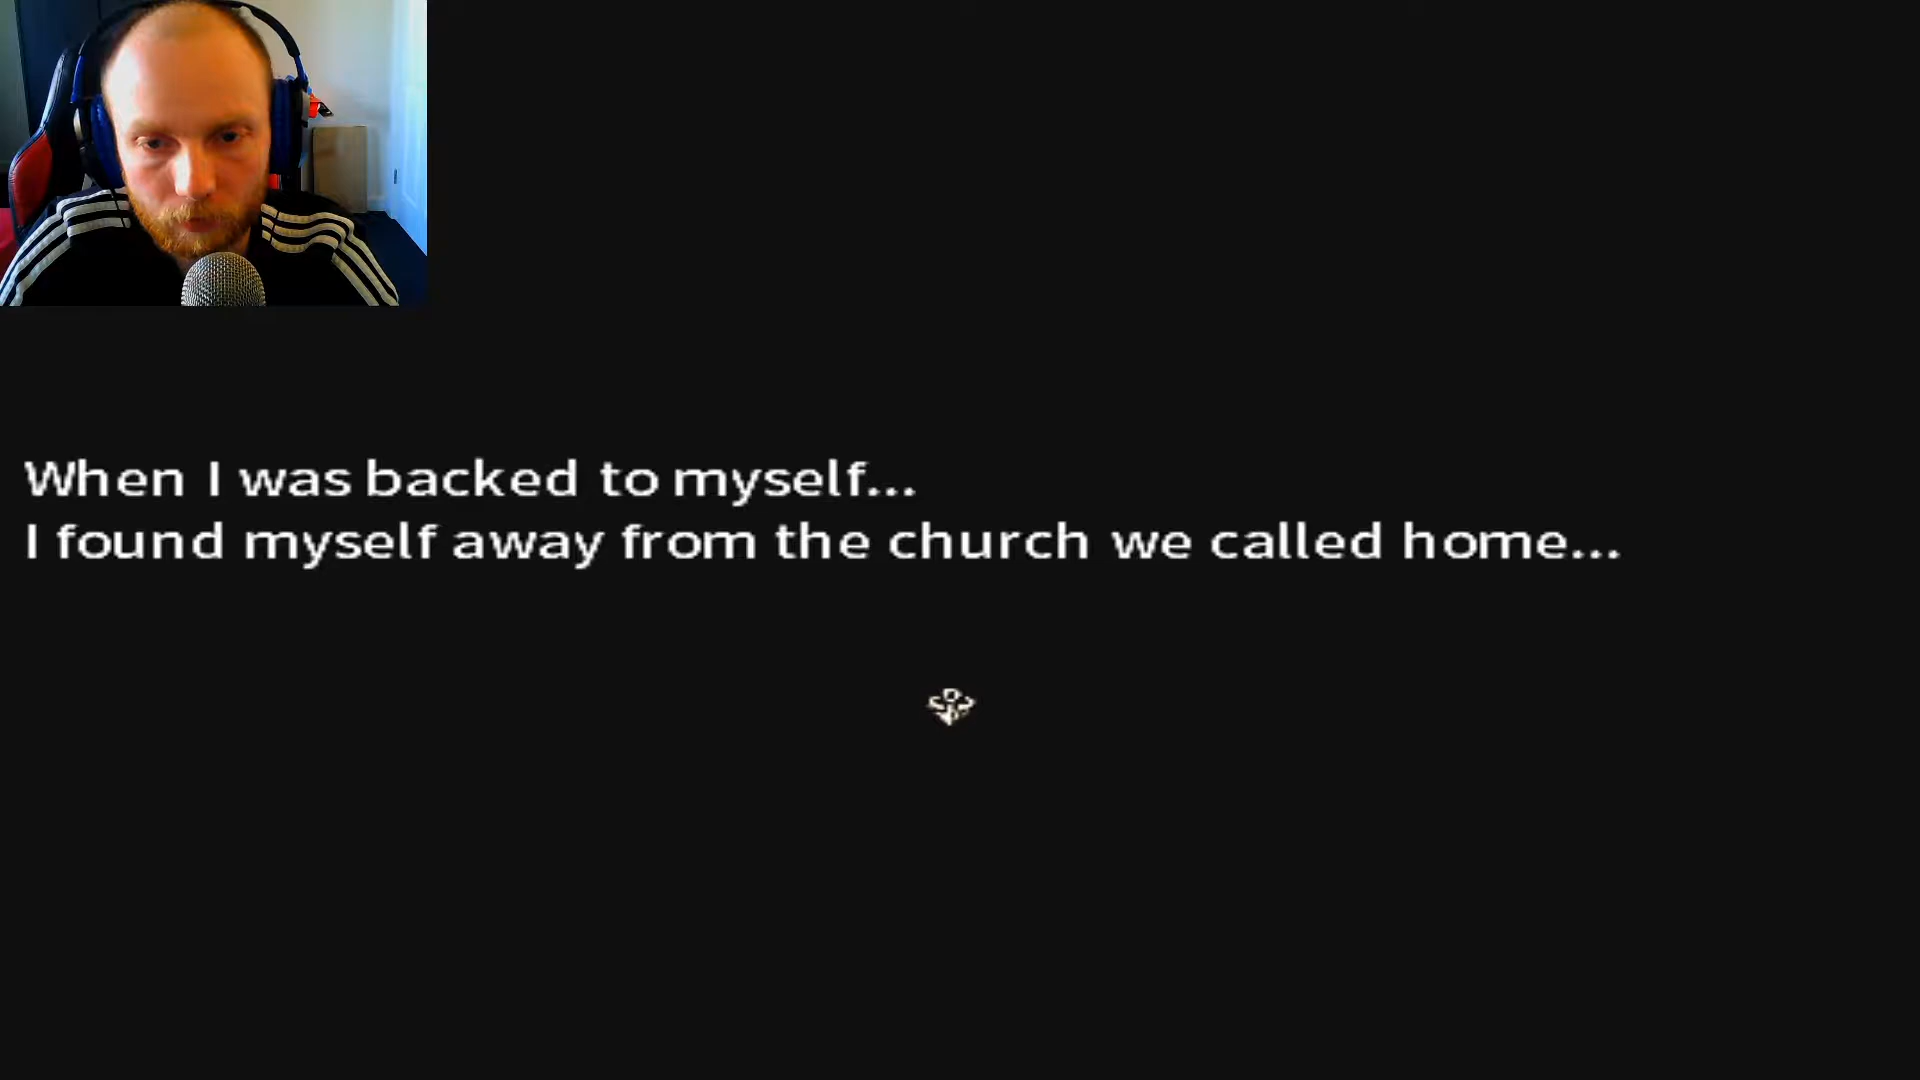 When I was backed to myself...
I found myself away from the church we called home...